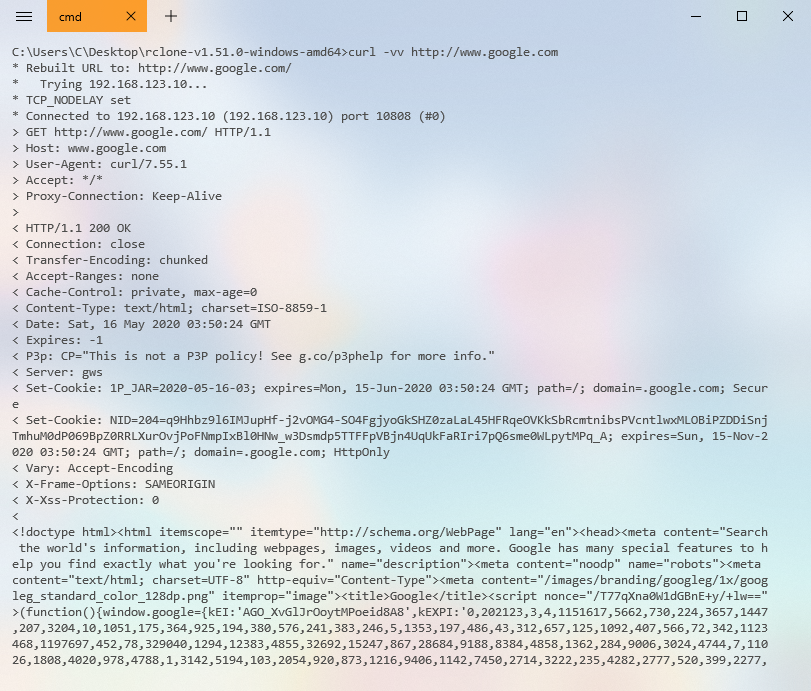 cmd
C:\Users\C\Desktop\rclone-v1.51.0-windows-amd64>curl -vv http://www.google.com
* Rebuilt URL to: http://www.google.com/
*   Trying 192.168.123.10...
* TCP_NODELAY set
* Connected to 192.168.123.10 (192.168.123.10) port 10808 (#0)
> GET http://www.google.com/ HTTP/1.1
> Host: www.google.com
> User-Agent: curl/7.55.1
> Accept: */*
> Proxy-Connection: Keep-Alive
>
< HTTP/1.1 200 OK
< Connection: close
< Transfer-Encoding: chunked
< Accept-Ranges: none
< Cache-Control: private, max-age=0
< Content-Type: text/html; charset=ISO-8859-1
< Date: Sat, 16 May 2020 03:50:24 GMT
< Expires: -1
< P3p: CP="This is not a P3P policy! See g.co/p3phelp for more info."
< Server: gws
< Set-Cookie: 1P_JAR=2020-05-16-03; expires=Mon, 15-Jun-2020 03:50:24 GMT; path=/; domain=.google.com; Secur
e
< Set-Cookie: NID=204=q9Hhbz9l6IMJupHf-j2vOMG4-SO4FgjyoGkSHZ0zaLaL45HFRqeOVKkSbRcmtnibsPVcntlwxMLOBiPZDDiSnj
TmhuM0dP069BpZ0RRLXurOvjPoFNmpIxBl0HNw_w3Dsmdp5TTFFpVBjn4UqUkFaRIri7pQ6sme0WLpytMPq_A; expires=Sun, 15-Nov-2
020 03:50:24 GMT; path=/; domain=.google.com; HttpOnly
< Vary: Accept-Encoding
< X-Frame-Options: SAMEORIGIN
< X-Xss-Protection: 0
<
<!doctype html><html itemscope="" itemtype="http://schema.org/WebPage" lang="en"><head><meta content="Search
 the world's information, including webpages, images, videos and more. Google has many special features to h
elp you find exactly what you're looking for." name="description"><meta content="noodp" name="robots"><meta
content="text/html; charset=UTF-8" http-equiv="Content-Type"><meta content="/images/branding/googleg/1x/goog
leg_standard_color_128dp.png" itemprop="image"><title>Google</title><script nonce="/T77qXna0W1dGBnE+y/+lw=="
>(function(){window.google={kEI:'AGO_XvGlJrOoytMPoeid8A8',kEXPI:'0,202123,3,4,1151617,5662,730,224,3657,1447
,207,3204,10,1051,175,364,925,194,380,576,241,383,246,5,1353,197,486,43,312,657,125,1092,407,566,72,342,1123
468,1197697,452,78,329040,1294,12383,4855,32692,15247,867,28684,9188,8384,4858,1362,284,9006,3024,4744,7,110
26,1808,4020,978,4788,1,3142,5194,103,2054,920,873,1216,9406,1142,7450,2714,3222,235,4282,2777,520,399,2277,